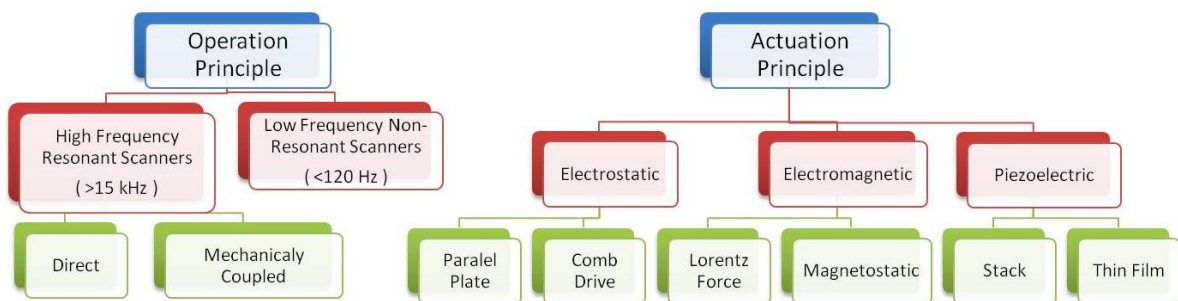 Operation
Principle
High Frequency
Resonant Scanners
( >15 kHz )
Low Frequency Non-
Resonant Scanners
( <120 Hz )
Direct
Mechanicaly
Coupled
Actuation
Principle
Electrostatic
Electromagnetic
Piezoelectric
Paralel
Plate
Comb
Drive
Lorentz
Force
Magnetostatic
Stack
Thin Film